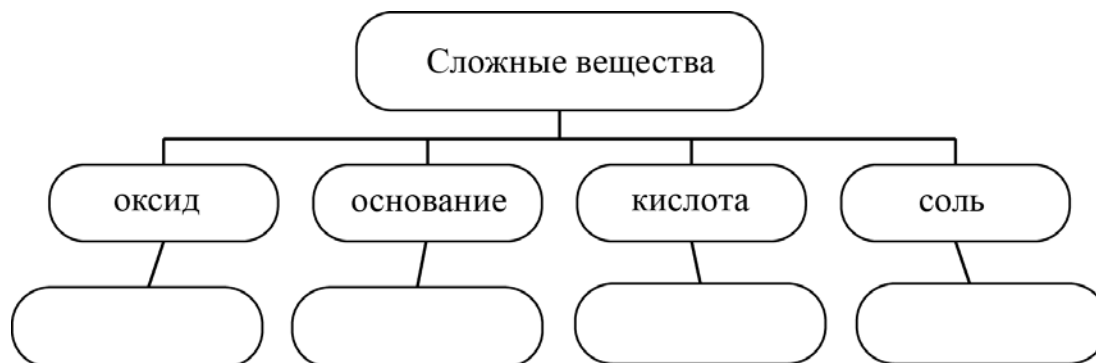 Сложные вещества
оксид
основание
кислота
соль